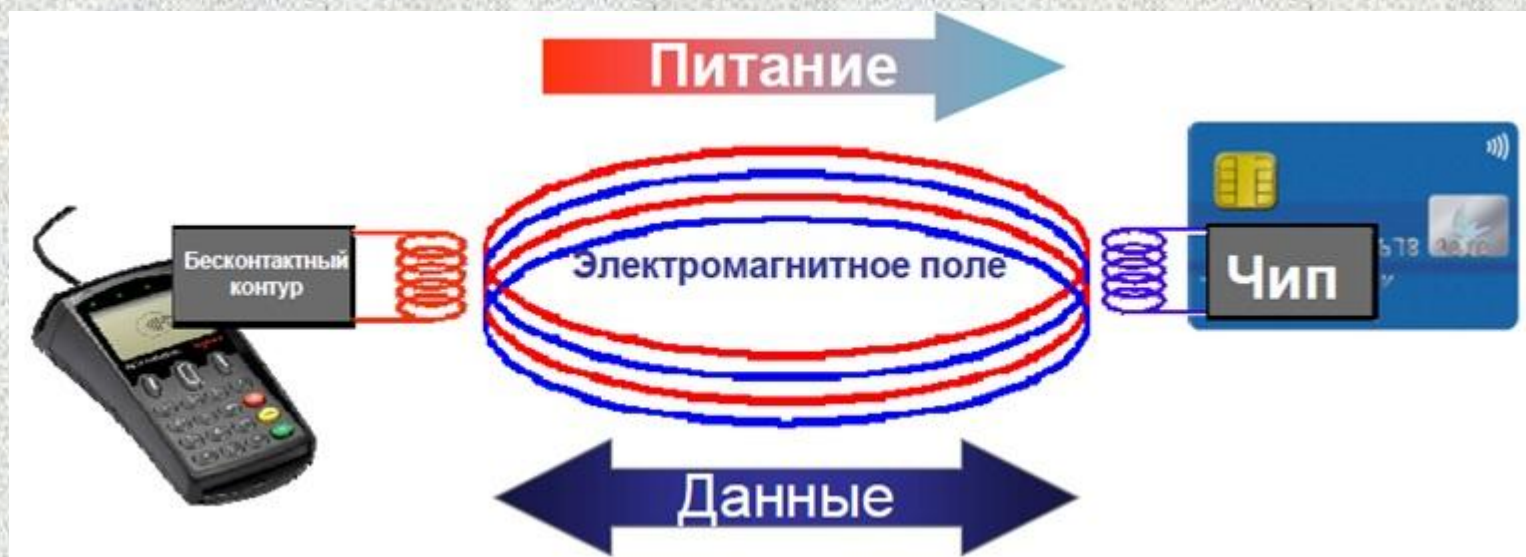 Питание
Бесконтактный
контур
Электромагнитное поле
Чип
Данные